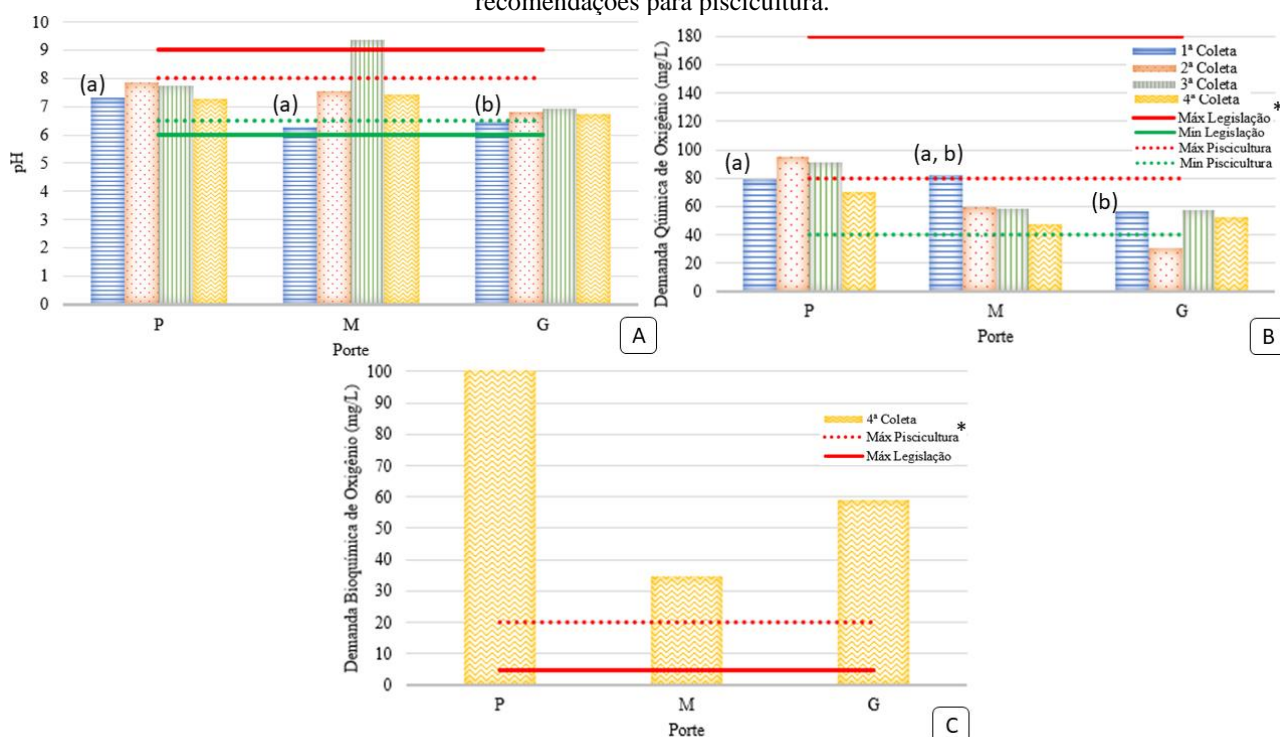 recomendações para piscicultura.
10
9
8
7
6
5
4
3
2
1
0
pH
(a)
(a)
(b)
P
M
G
Porte
A
180
160
140
120
100
80
60
40
20
0
Demanda Química de Oxigênio (mg/L)
(a)
(a, b)
(b)
1ª Coleta
2ª Coleta
3ª Coleta
4ª Coleta
Máx Legislação*
Min Legislação
Máx Piscicultura
Min Piscicultura
P
M
G
Porte
B
100
90
80
70
60
50
40
30
20
10
0
Demanda Bioquímica de Oxigênio (mg/L)
4ª Coleta
Máx Piscicultura*
Máx Legislação
P
M
G
Porte
C